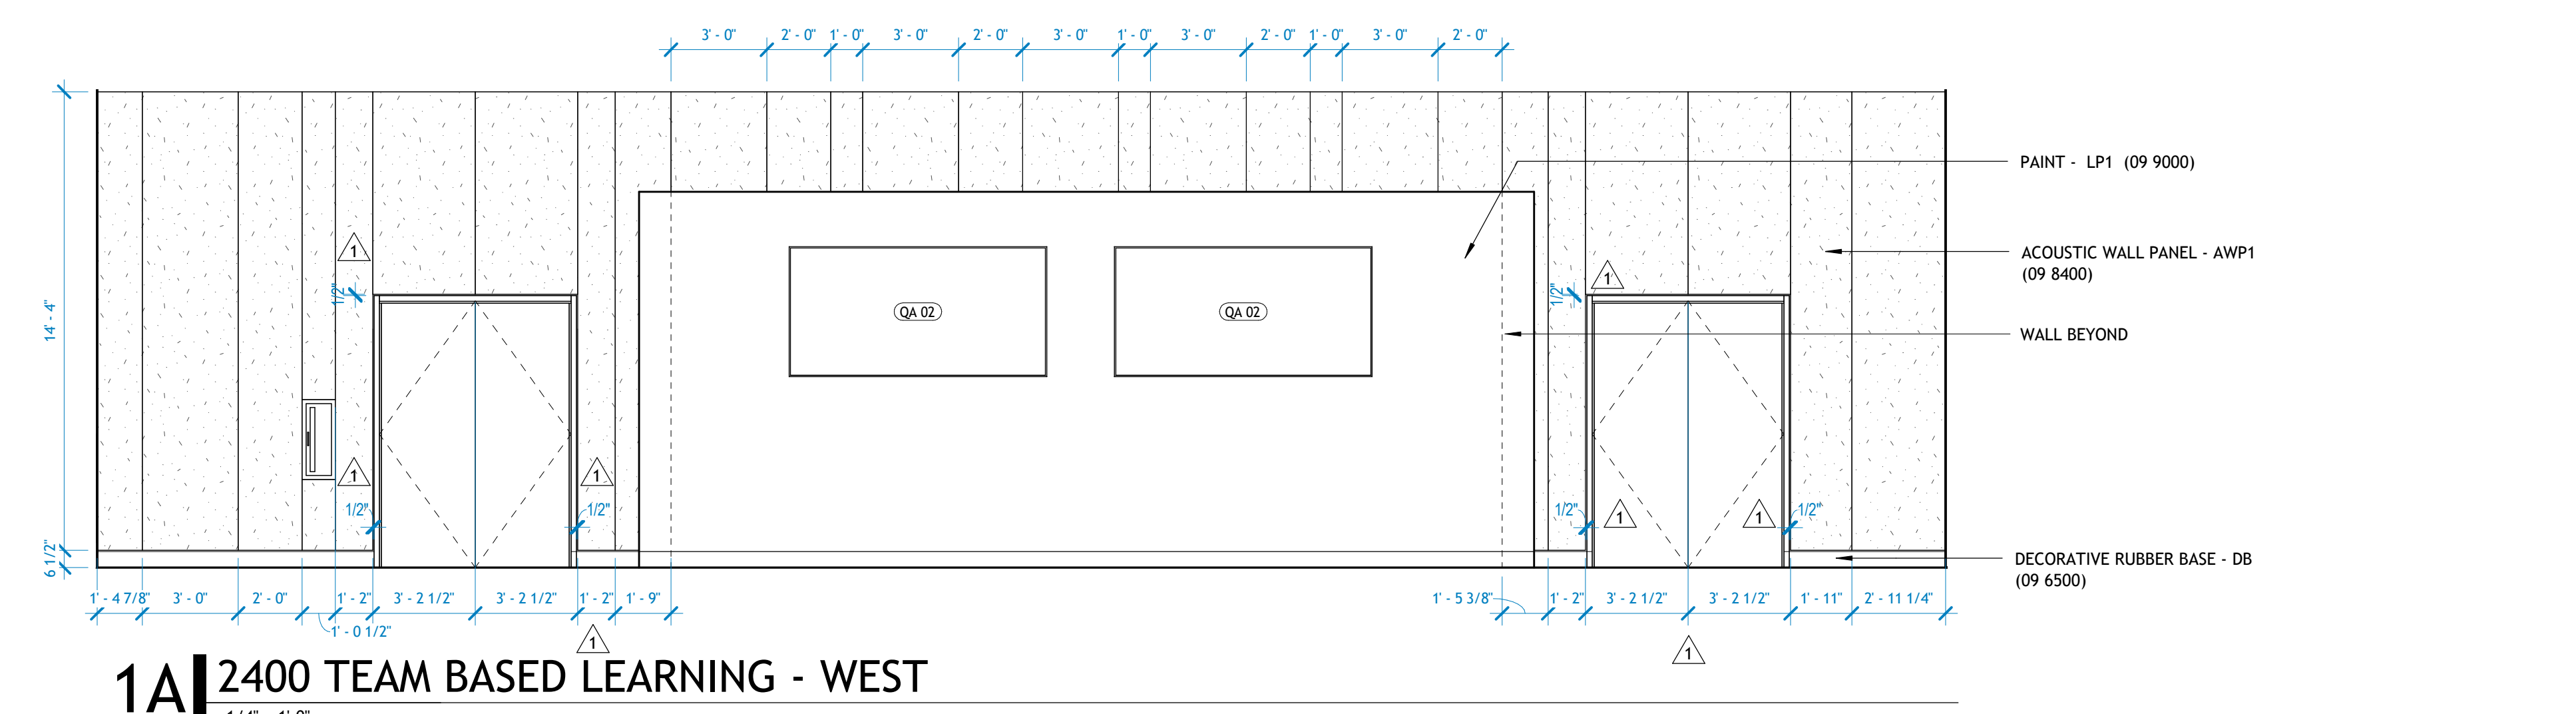 3' - 0" 2' - 0" 1' - 0" 3' - 0" 2' - 0" 3' - 0" 1' - 0" 3' - 0" 2' - 0" 1' - 0" 3' - 0" 2' - 0"
PAINT - LP1 (09 9000)
1
ACOUSTIC WALL PANEL - AWP1
(09 8400)
1
1/2"
1/2"
14' - 4"
QA 02 QA 02
WALL BEYOND
1 1
1/2" 1/2" 1/2" 1 1 1/2"
6 1/2"
DECORATIVE RUBBER BASE - DB
(09 6500)
1' - 4 7/8" 3' - 0" 2' - 0" 1' - 2" 3' - 2 1/2" 3' - 2 1/2" 1' - 2" 1' - 9" 1' - 5 3/8" 1' - 2" 3' - 2 1/2" 3' - 2 1/2" 1' - 11" 2' - 11 1/4"
1' - 0 1/2"
1 1
1A 2400 TEAM BASED LEARNING - WEST